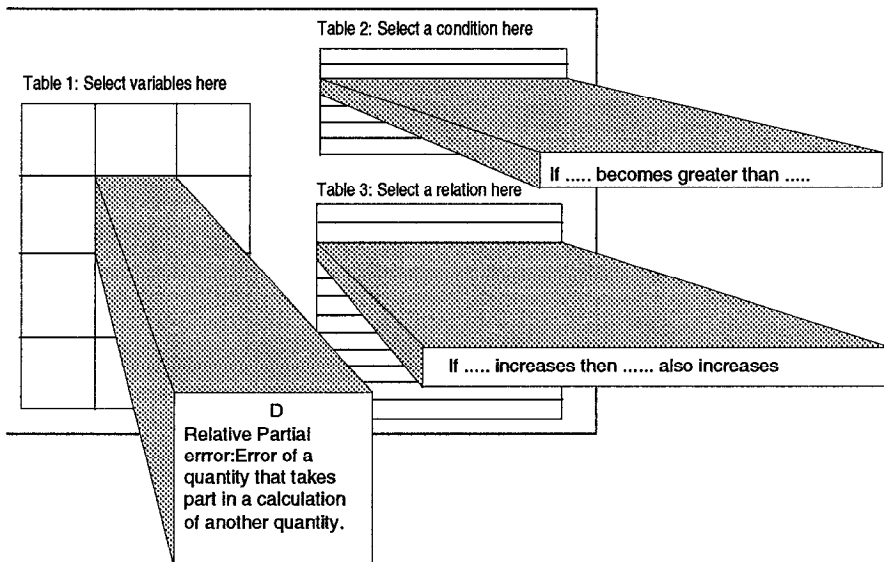 Table 2: Select a condition here
Table 1: Select variables here
If ..... becomes greater than .....
Table 3: Select a relation here
If ..... increases then ...... also increases
D
Relative Partial
errror:Error of a
quantity that takes
part in a calculation
of another quantity.